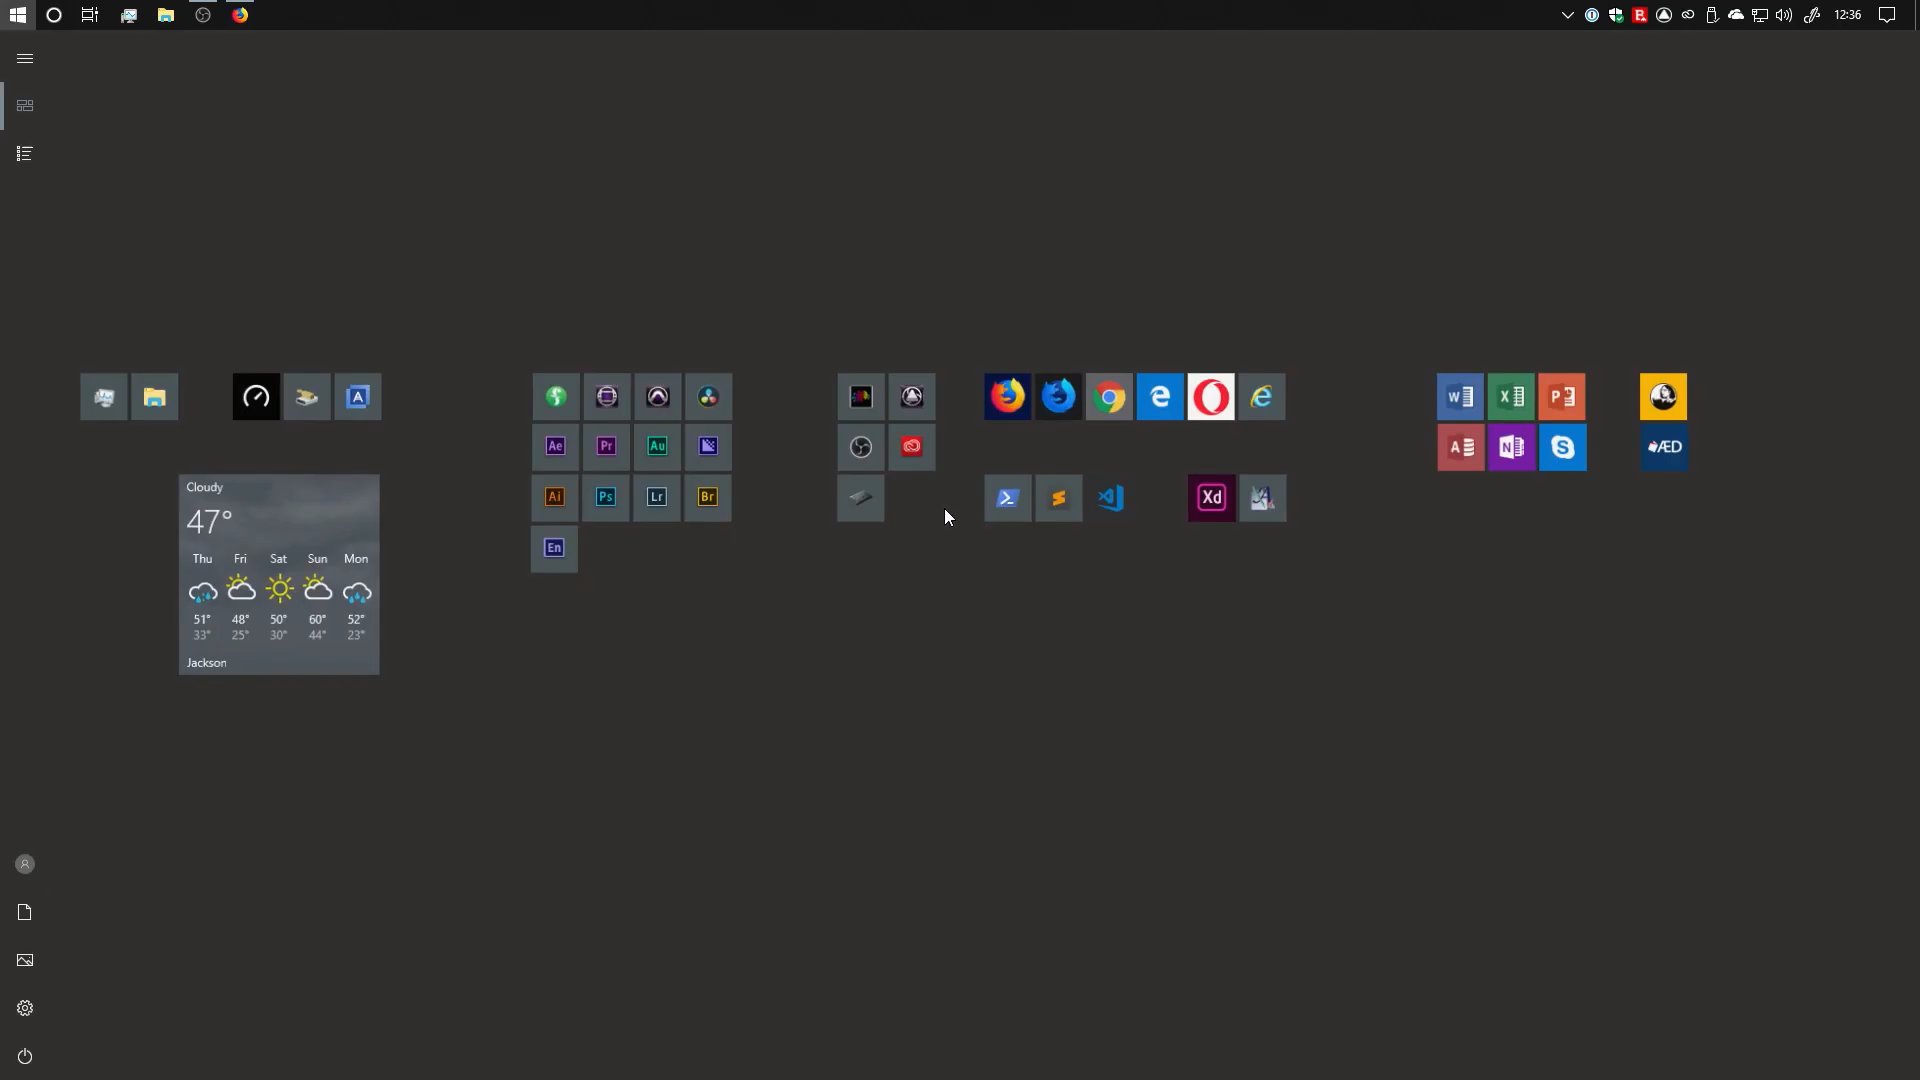 12:36
W X P
A N S
ÆD
Ae Pr Au
Ai Ps Lr Br
Xd
En
Cloudy
47°
Thu Fri Sat Sun Mon
51° 48° 50° 60° 52°
33° 25° 30° 44° 23°
Jackson